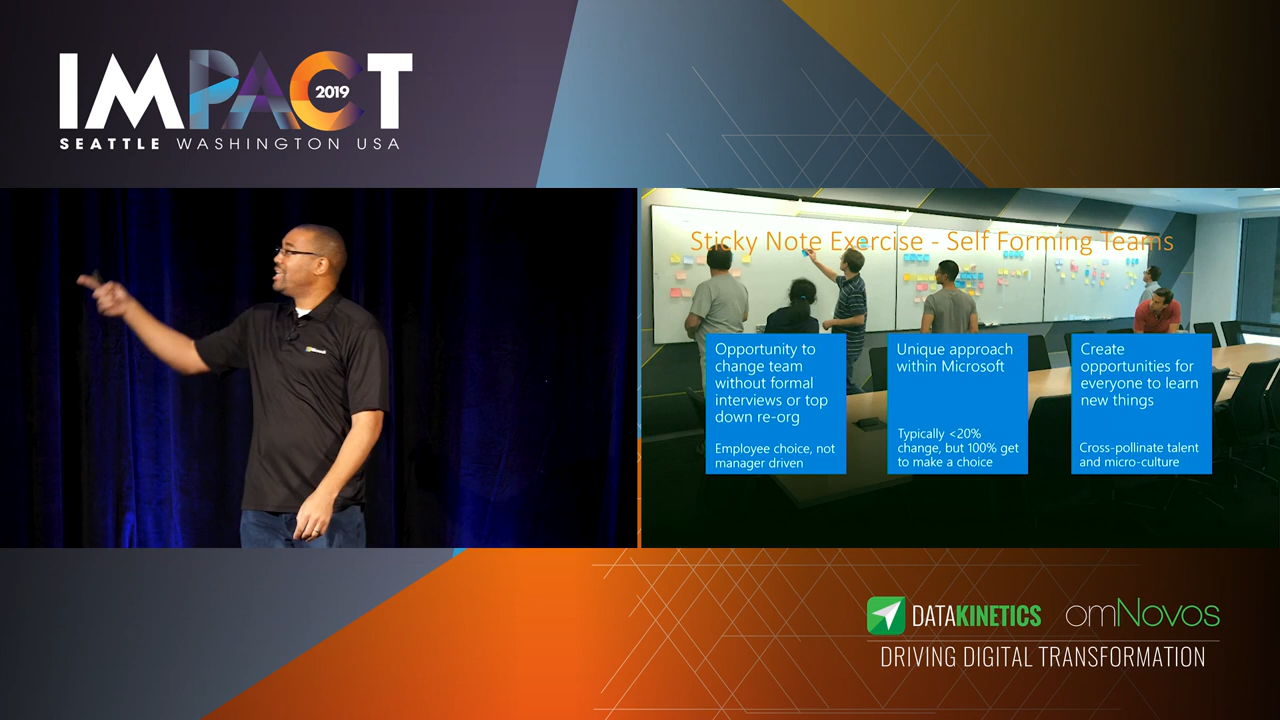 IMPACT
2019
SEATTLE WASHINGTON USA
Sticky Note Exercise - Self Forming Teams
Opportunity to
change team
without formal
interviews or top
down re-org
Employee choice, not
manager driven
Unique approach
within Microsoft
Typically <20%
change, but 100% get
to make a choice
Create
opportunities for
everyone to learn
new things
Cross-pollinate talent
and micro-culture
DATAKINETICS omNovos
DRIVING DIGITAL TRANSFORMATION